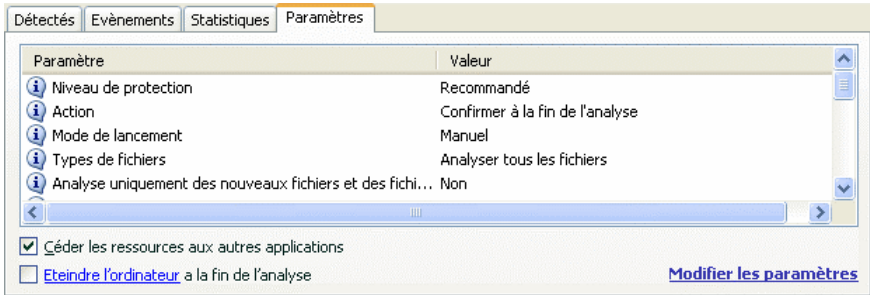 Détectés Evènements Statistiques Paramètres
Paramètre Valeur
Niveau de protection Recommandé
Action Confirmer à la fin de l'analyse
Mode de lancement Manuel
Types de fichiers Analyser tous les fichiers
Analyse uniquement des nouveaux fichiers et des fichi... Non
Céder les ressources aux autres applications
Eteindre l'ordinateur a la fin de l'analyse Modifier les paramètres